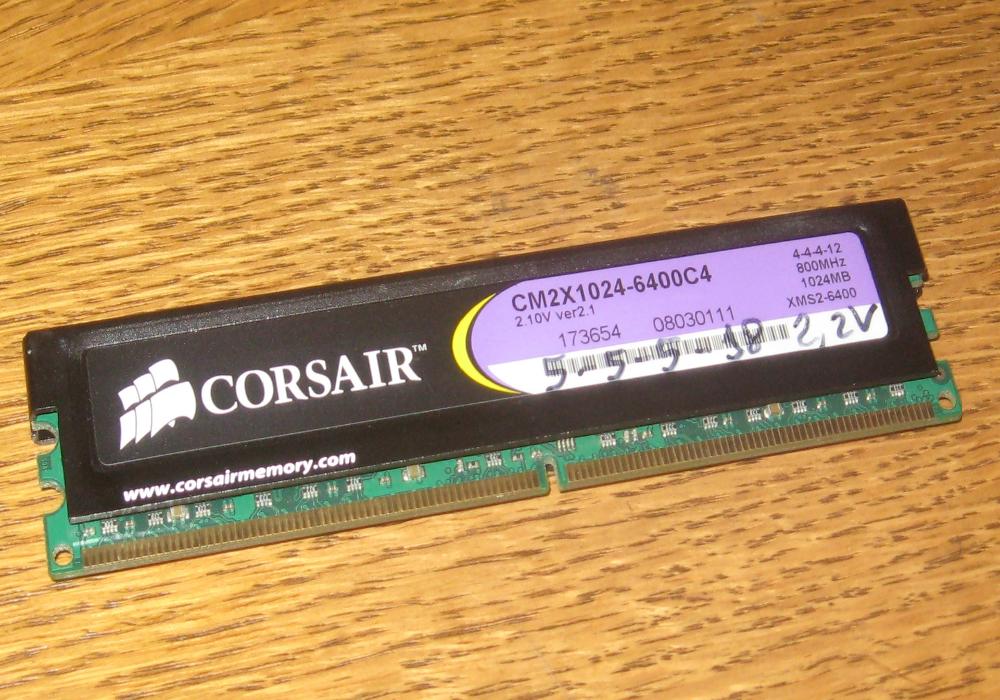 CORSAIR™
www.corsairmemory.com
CM2X1024-6400C4
2.10V ver2.1
173654 08030111
4-4-4-12
800MHz
1024MB
XMS2-6400
5-5-5-18 2,2V